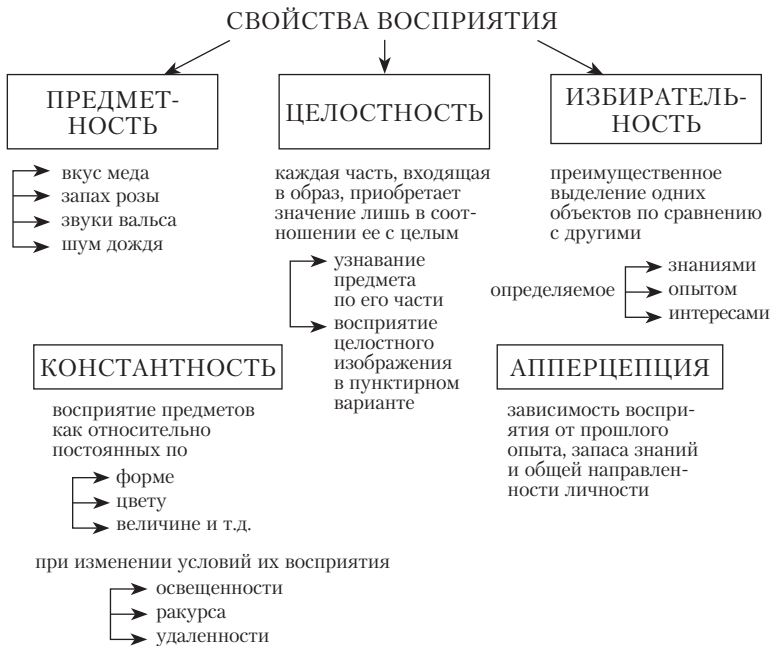 СВОЙСТВА ВОСПРИЯТИЯ
ПРЕДМЕТ-
НОСТЬ
вкус меда
запах розы
звуки вальса
шум дождя
ЦЕЛОСТНОСТЬ
каждая часть, входящая
в образ, приобретает
значение лишь в соот-
ношении ее с целым
узнавание
предмета
по его части
восприятие
целостного
изображения
в пунктирном
варианте
ИЗБИРАТЕЛЬ-
НОСТЬ
преимущественное
выделение одних
объектов по сравнению
с другими
определяемое
знаниями
опытом
интересами
КОНСТАНТНОСТЬ
восприятие предметов
как относительно
постоянных по
форме
цвету
величине и т.д.
при изменении условий их восприятия
освещенности
ракурса
удаленности
АППЕРЦЕПЦИЯ
зависимость воспри-
ятия от прошлого
опыта, запаса знаний
и общей направлен-
ности личности